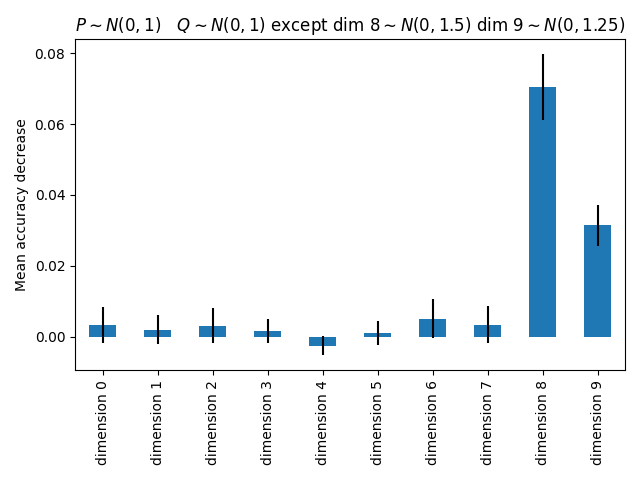 P ~ N(0, 1)   Q ~ N(0, 1) except dim 8 ~ N(0, 1.5) dim 9 ~ N(0, 1.25)
0.08
0.06
0.04
0.02
0.00
Mean accuracy decrease
dimension 0
dimension 1
dimension 2
dimension 3
dimension 4
dimension 5
dimension 6
dimension 7
dimension 8
dimension 9